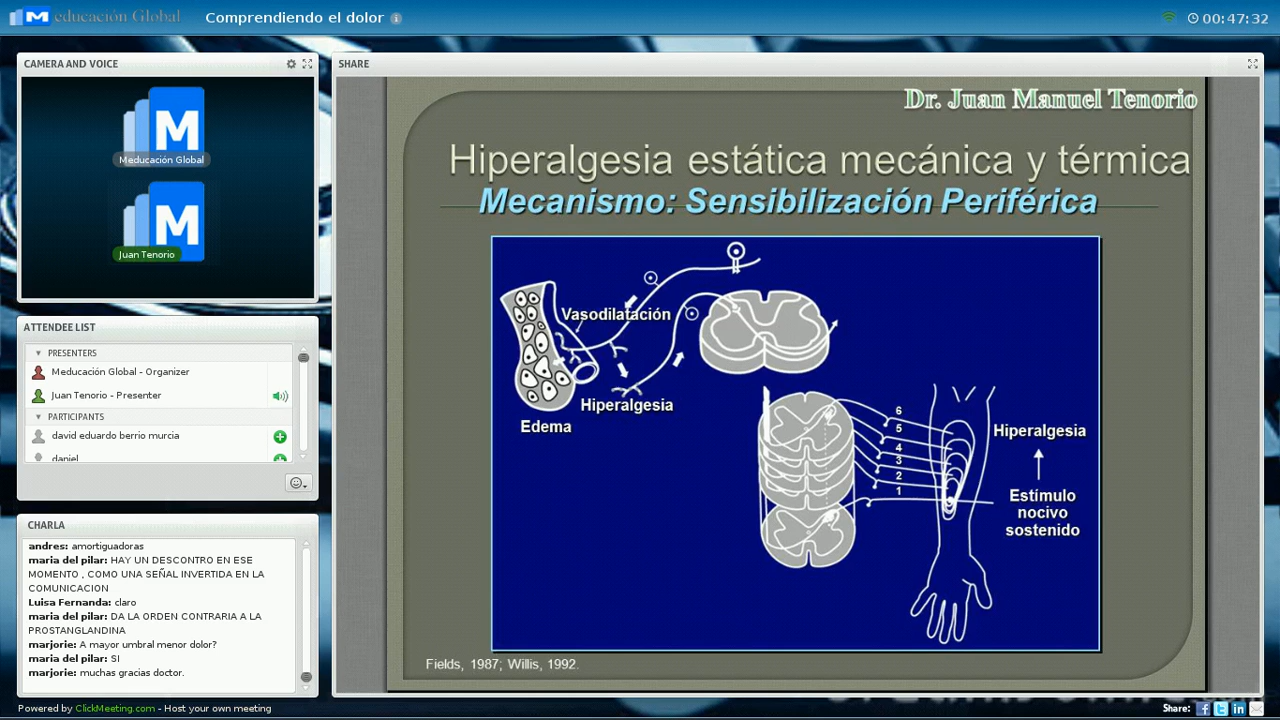 educación Global
Comprendiendo el dolor
00:47:32
CAMERA AND VOICE
Meducación Global
Juan Tenorio
ATTENDEE LIST
PRESENTERS
Meducación Global - Organizer
Juan Tenorio - Presenter
PARTICIPANTS
david eduardo berrio murcia
daniel
CHARLA
andres: amortiguadoras
maria del pilar: HAY UN DESCONTRO EN ESE
MOMENTO , COMO UNA SEÑAL INVERTIDA EN LA
COMUNICACION
Luisa Fernanda: claro
maria del pilar: DA LA ORDEN CONTRARIA A LA
PROSTANGLANDINA
marjorie: A mayor umbral menor dolor?
maria del pilar: SI
marjorie: muchas gracias doctor.
SHARE
Dr. Juan Manuel Tenorio
Hiperalgesia estática mecánica y térmica
Mecanismo: Sensibilización Periférica
Vasodilatación
Hiperalgesia
Edema
6
5
4
3
2
1
Hiperalgesia
Estímulo
nocivo
sostenido
Fields, 1987; Willis, 1992.
Powered by ClickMeeting.com - Host your own meeting
Share: